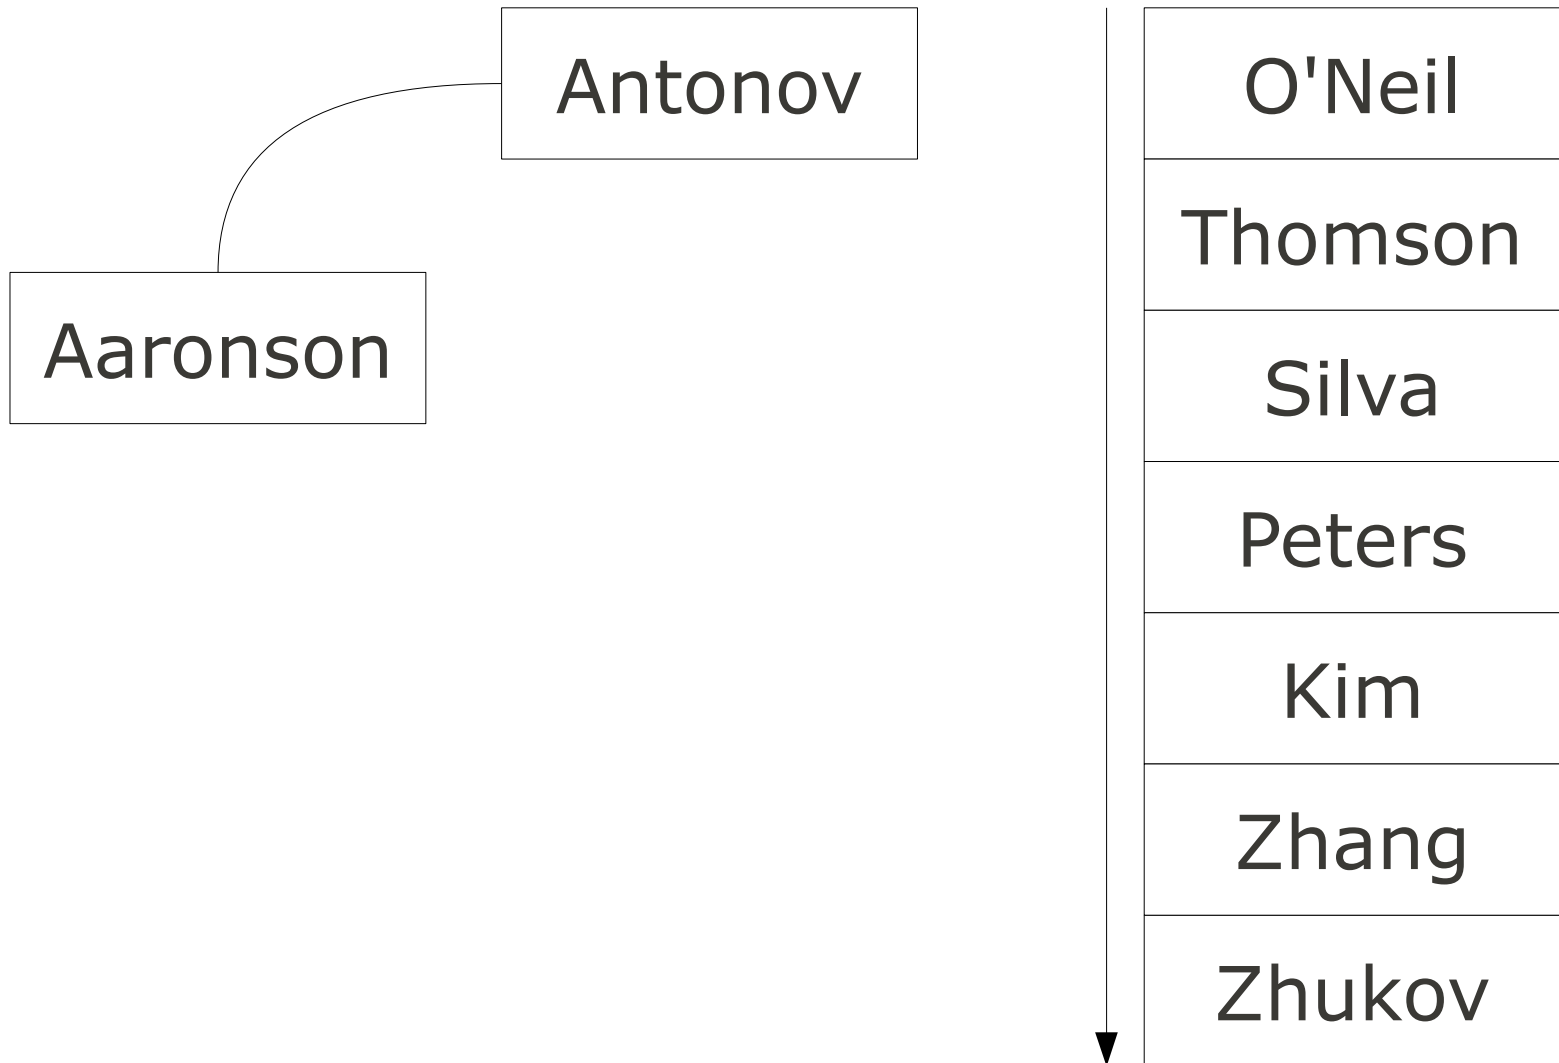 Antonov
Aaronson
O'Neil
Thomson
Silva
Peters
Kim
Zhang
Zhukov